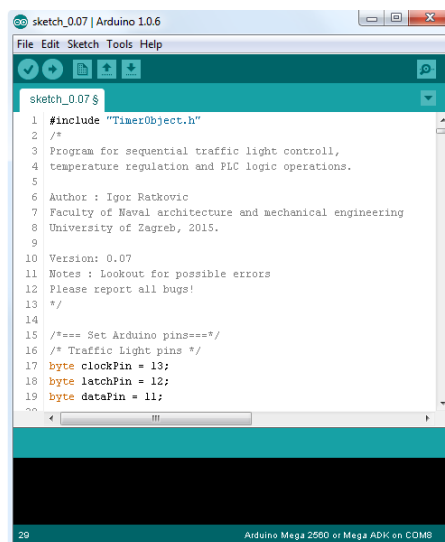 sketch_0.07 | Arduino 1.0.6
File Edit Sketch Tools Help
sketch_0.07 §
1 #include "TimerObject.h"
2 /*
3 Program for sequential traffic light controll,
4 temperature regulation and PLC logic operations.
5
6 Author : Igor Ratkovic
7 Faculty of Naval architecture and mechanical engineering
8 University of Zagreb, 2015.
9
10 Version: 0.07
11 Notes : Lookout for possible errors
12 Please report all bugs!
13 */
14
15 /*=== Set Arduino pins===*/
16 /* Traffic Light pins */
17 byte clockPin = 13;
18 byte latchPin = 12;
19 byte dataPin = 11;
29 Arduino Mega 2560 or Mega ADK on COM8